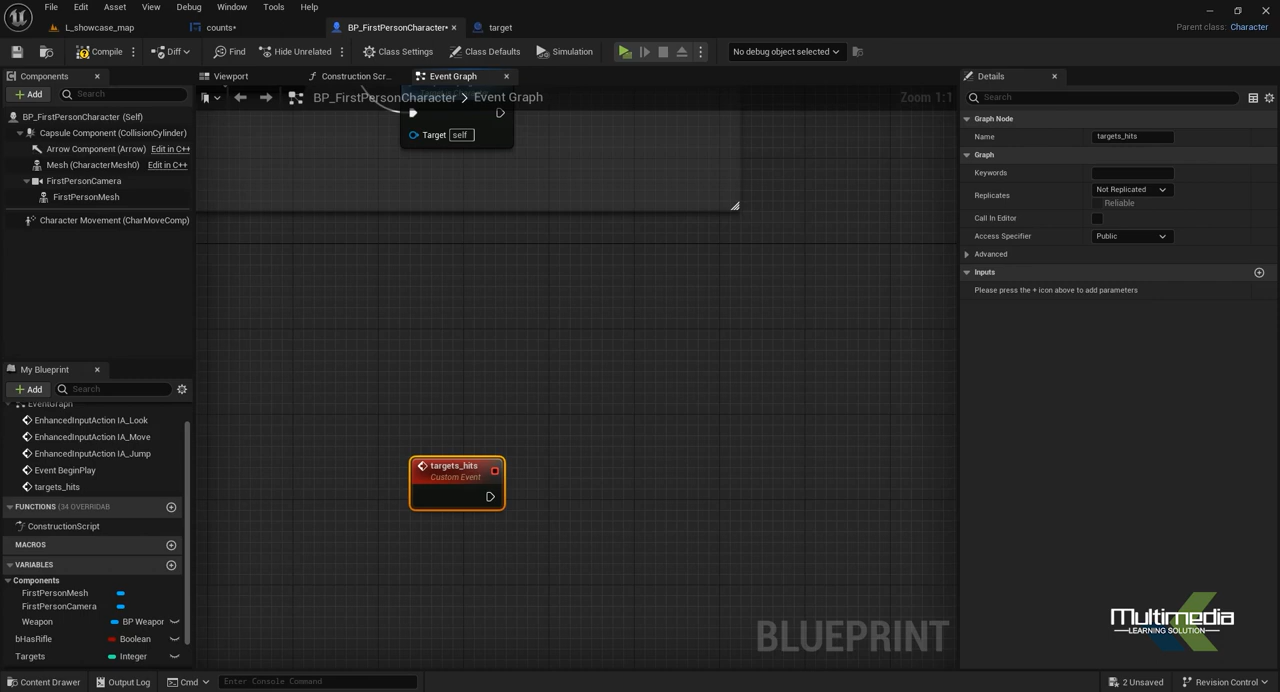 File Edit Asset View Debug Window Tools Help
L_showcase_map counts* BP_FirstPersonCharacter* × target
Parent class: Character
Compile Diff Find Hide Unrelated Class Settings Class Defaults Simulation No debug object selected
Components ×
Viewport Construction Scr... Event Graph ×
Details ×
+ Add Search
BP_FirstPersonCharacter > Event Graph
Zoom 1:1
Search
BP_FirstPersonCharacter (Self)
Capsule Component (CollisionCylinder)
Arrow Component (Arrow) Edit in C++
Mesh (CharacterMesh0) Edit in C++
FirstPersonCamera
FirstPersonMesh
Character Movement (CharMoveComp)
Target self
Graph Node
Name targets_hits
Graph
Keywords
Replicates Not Replicated
Reliable
Call In Editor
Access Specifier Public
Advanced
Inputs
Please press the + icon above to add parameters
My Blueprint ×
+ Add Search
EventGraph
EnhancedInputAction IA_Look
EnhancedInputAction IA_Move
EnhancedInputAction IA_Jump
Event BeginPlay
targets_hits
FUNCTIONS (34 OVERRIDAB
ConstructionScript
MACROS
VARIABLES
Components
FirstPersonMesh
FirstPersonCamera
Weapon BP Weapor
bHasRifle Boolean
Targets Integer
targets_hits
Custom Event
BLUEPRINT
Multimedia
LEARNING SOLUTION
Content Drawer Output Log Cmd Enter Console Command
2 Unsaved Revision Control